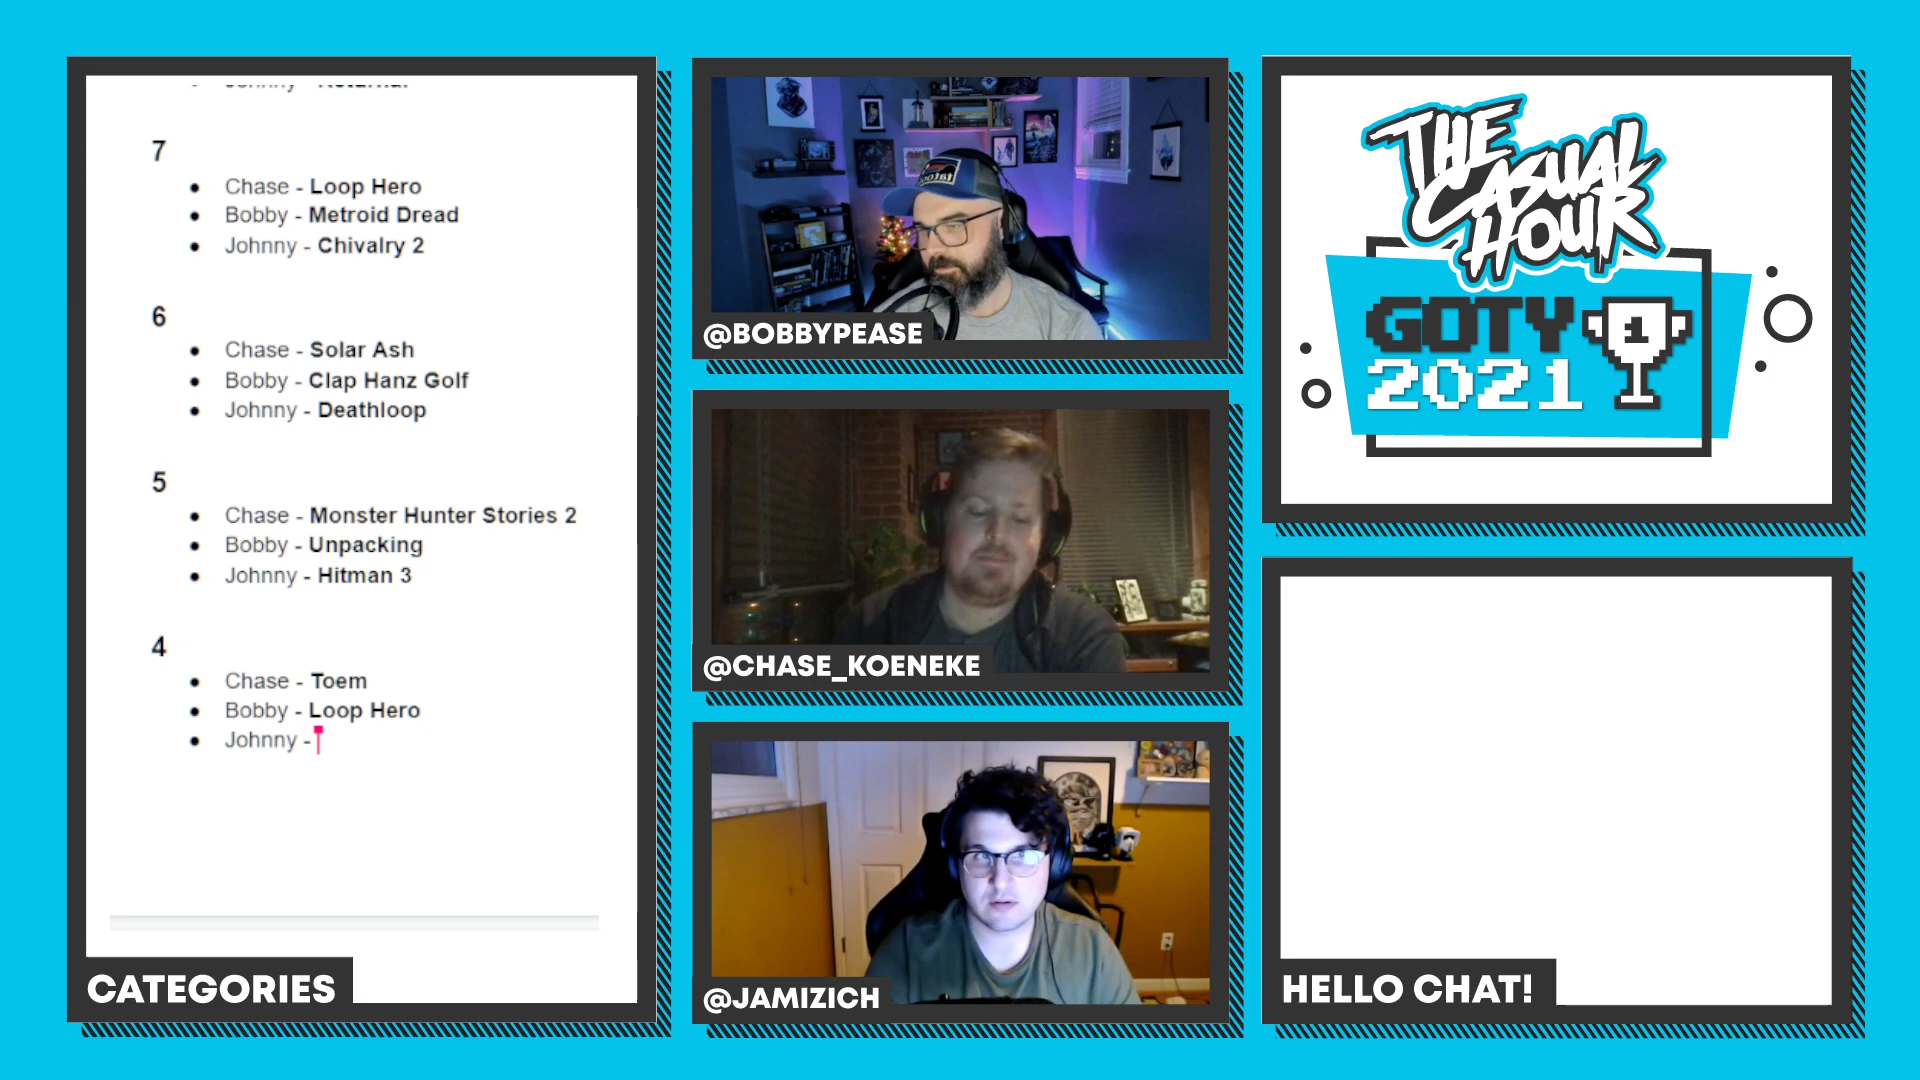 7
● Chase - Loop Hero
● Bobby - Metroid Dread
● Johnny - Chivalry 2
6
● Chase - Solar Ash
● Bobby - Clap Hanz Golf
● Johnny - Deathloop
5
● Chase - Monster Hunter Stories 2
● Bobby - Unpacking
● Johnny - Hitman 3
4
● Chase - Toem
● Bobby - Loop Hero
● Johnny -
CATEGORIES
@BOBBYPEASE
@CHASE_KOENEKE
@JAMIZICH
THE
CASUAL
HOUR
GOTY 1
2021
HELLO CHAT!